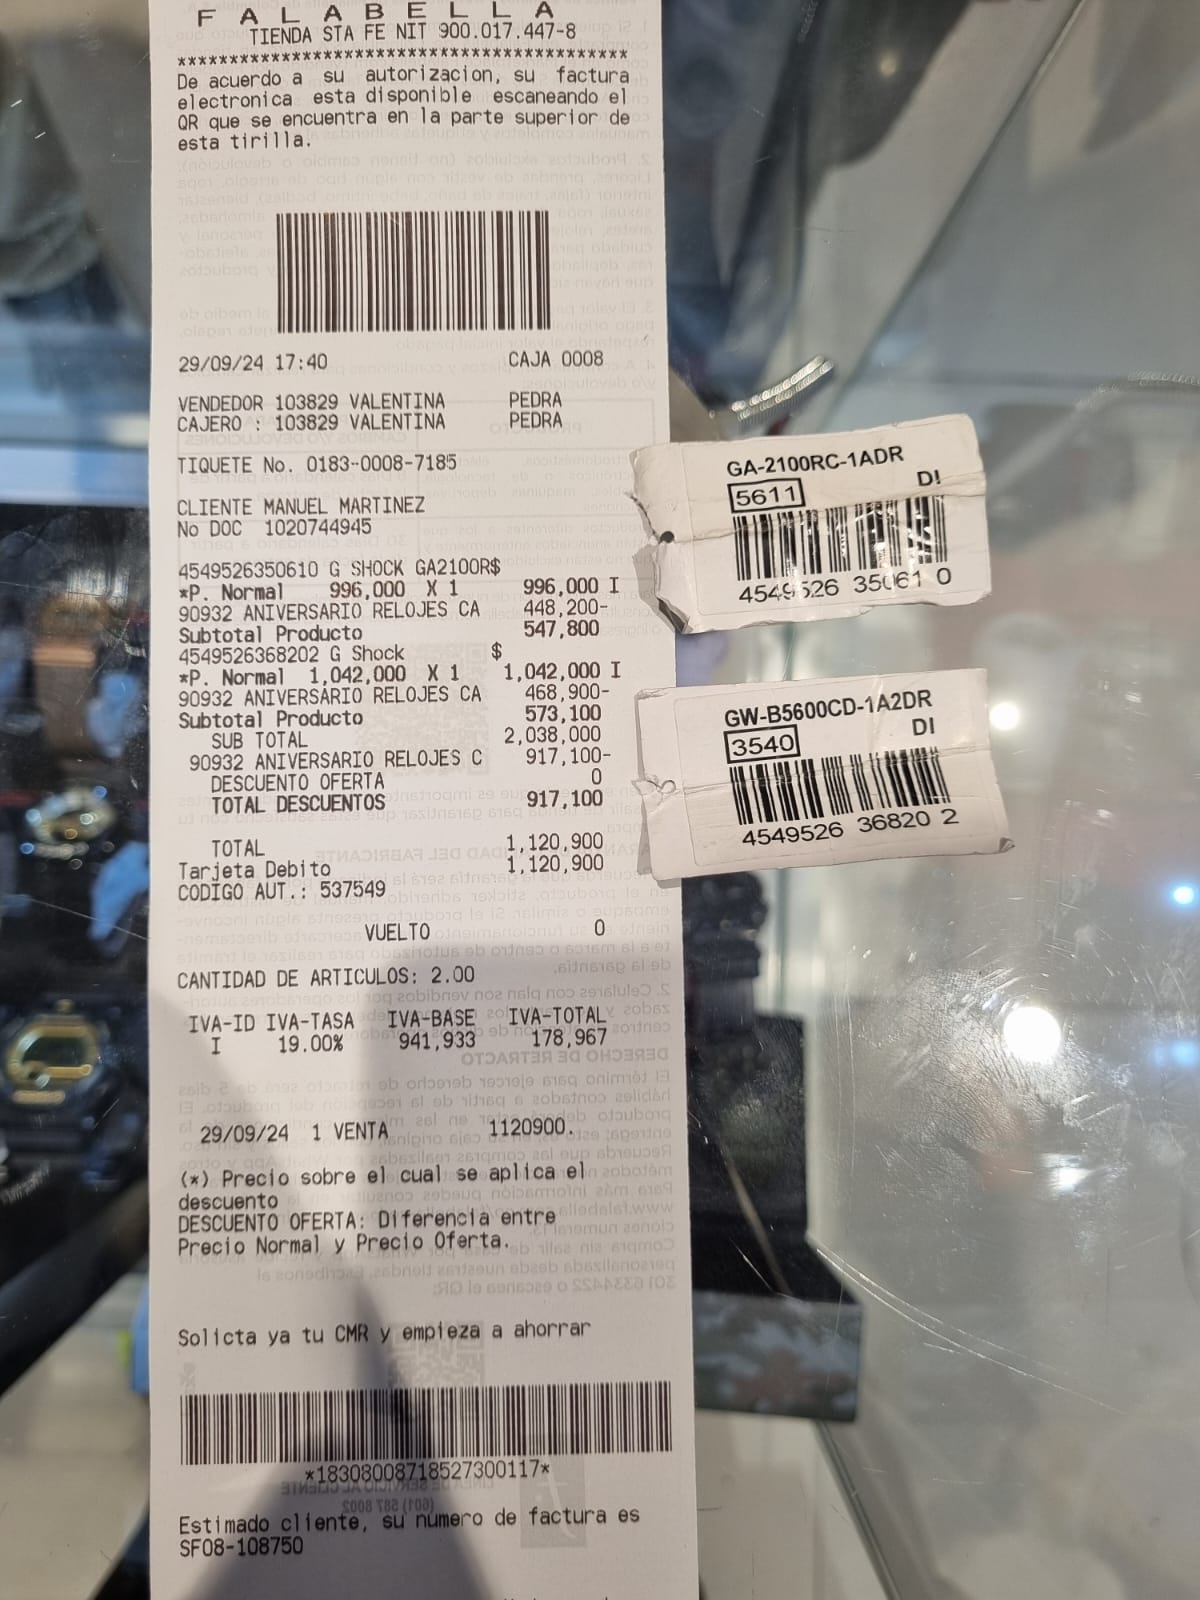 F A L A B E L L A
TIENDA STA FE NIT 900.017.447-8
*******************************************
De acuerdo a su autorizacion, su factura
electronica esta disponible escaneando el
QR que se encuentra en la parte superior de
esta tirilla.
29/09/24 17:40 CAJA 0008
VENDEDOR 103829 VALENTINA PEDRA
CAJERO : 103829 VALENTINA PEDRA
TIQUETE No. 0183-0008-7185
CLIENTE MANUEL MARTINEZ
No DOC 1020744945
4549526350610 G SHOCK GA2100R$
*P. Normal 996,000 X 1 996,000 I
90932 ANIVERSARIO RELOJES CA 448,200-
Subtotal Producto 547,800
4549526368202 G Shock $
*P. Normal 1,042,000 X 1 1,042,000 I
90932 ANIVERSARIO RELOJES CA 468,900-
Subtotal Producto 573,100
SUB TOTAL 2,038,000
90932 ANIVERSARIO RELOJES C 917,100-
DESCUENTO OFERTA 0
TOTAL DESCUENTOS 917,100
TOTAL 1,120,900
Tarjeta Debito 1,120,900
CODIGO AUT.: 537549
VUELTO 0
CANTIDAD DE ARTICULOS: 2.00
IVA-ID IVA-TASA IVA-BASE IVA-TOTAL
I 19.00% 941,933 178,967
29/09/24 1 VENTA 1120900.
(*) Precio sobre el cual se aplica el
descuento
DESCUENTO OFERTA: Diferencia entre
Precio Normal y Precio Oferta.
Solicta ya tu CMR y empieza a ahorrar
*18308008718527300117*
Estimado cliente, su numero de factura es
SF08-108750
GA-2100RC-1ADR
5611 DI
4549526 35061 0
GW-B5600CD-1A2DR
3540 DI
4549526 36820 2